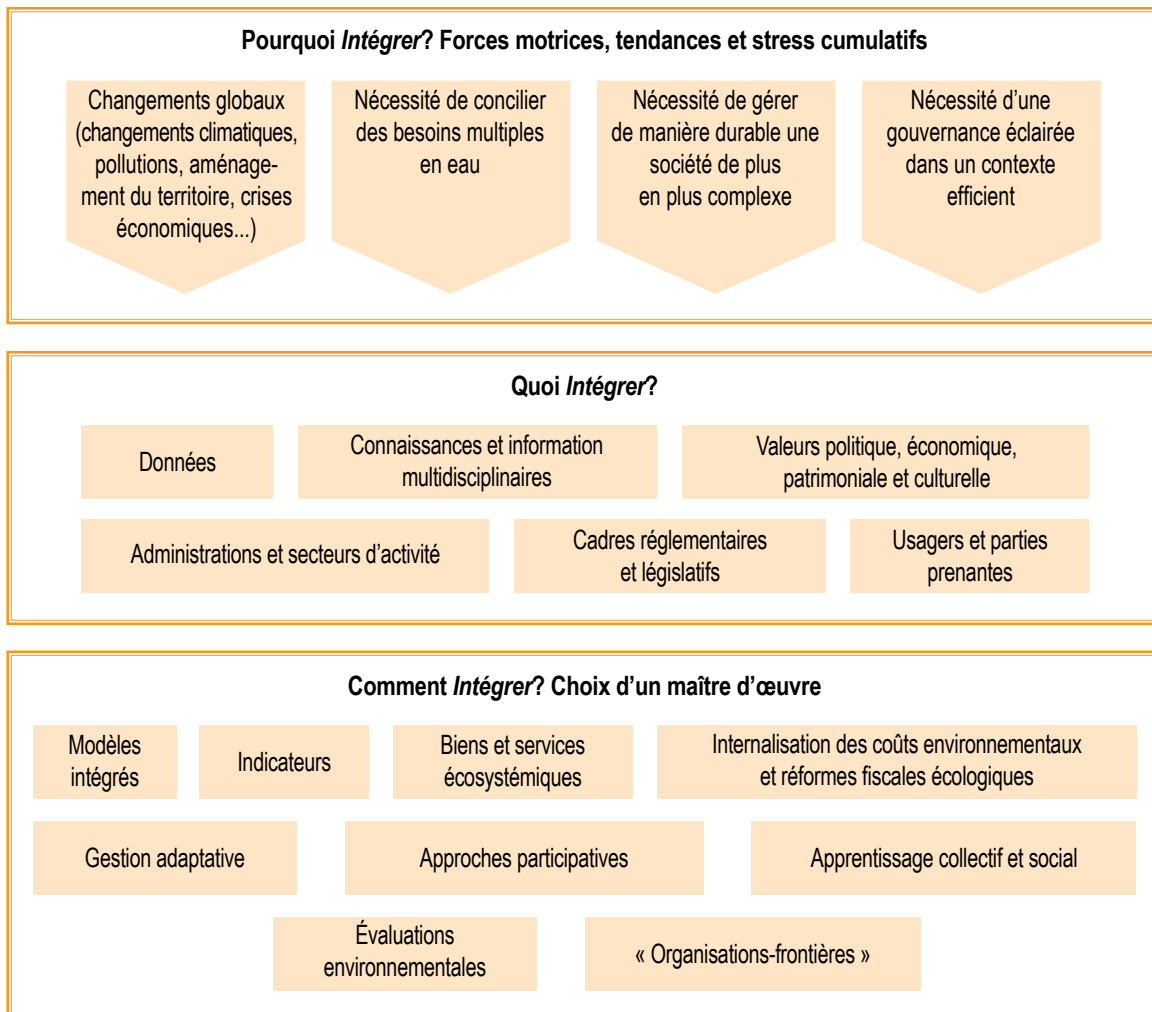 Pourquoi Intégrer? Forces motrices, tendances et stress cumulatifs
Changements globaux
(changements climatiques,
pollutions, aménage-
ment du territoire, crises
économiques...)
Nécessité de concilier
des besoins multiples
en eau
Nécessité de gérer
de manière durable une
société de plus
en plus complexe
Nécessité d’une
gouvernance éclairée
dans un contexte
efficient
Quoi Intégrer?
Données
Connaissances et information
multidisciplinaires
Valeurs politique, économique,
patrimoniale et culturelle
Administrations et secteurs d’activité
Cadres réglementaires
et législatifs
Usagers et parties
prenantes
Comment Intégrer? Choix d’un maître d’œuvre
Modèles
intégrés
Indicateurs
Biens et services
écosystémiques
Internalisation des coûts environnementaux
et réformes fiscales écologiques
Gestion adaptative
Approches participatives
Apprentissage collectif et social
Évaluations
environnementales
« Organisations-frontières »